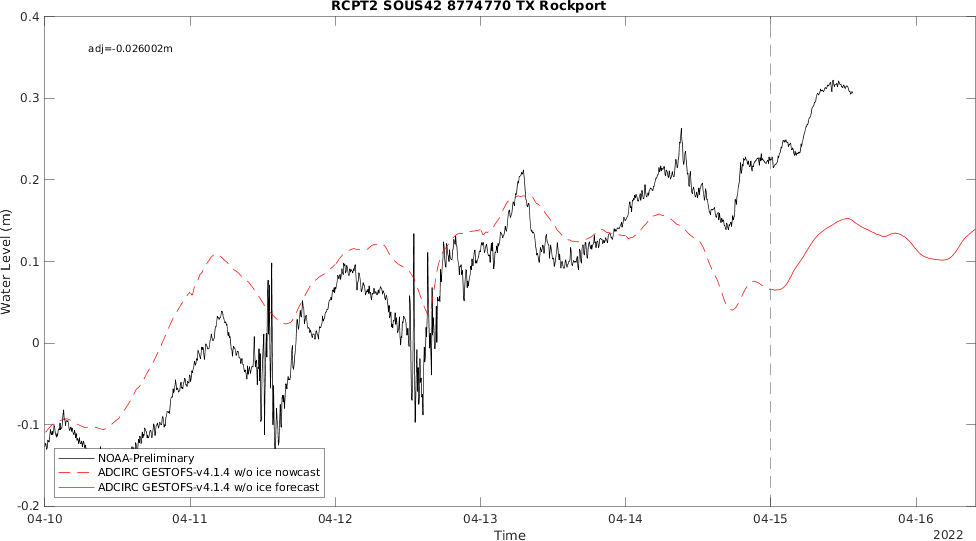 RCPT2 SOUS42 8774770 TX Rockport
adj=-0.026002m
0.4
0.3
0.2
0.1
0
-0.1
-0.2
Water Level (m)
NOAA-Preliminary
ADCIRC GESTOFS-v4.1.4 w/o ice nowcast
ADCIRC GESTOFS-v4.1.4 w/o ice forecast
04-10 04-11 04-12 04-13 04-14 04-15 04-16
Time
2022